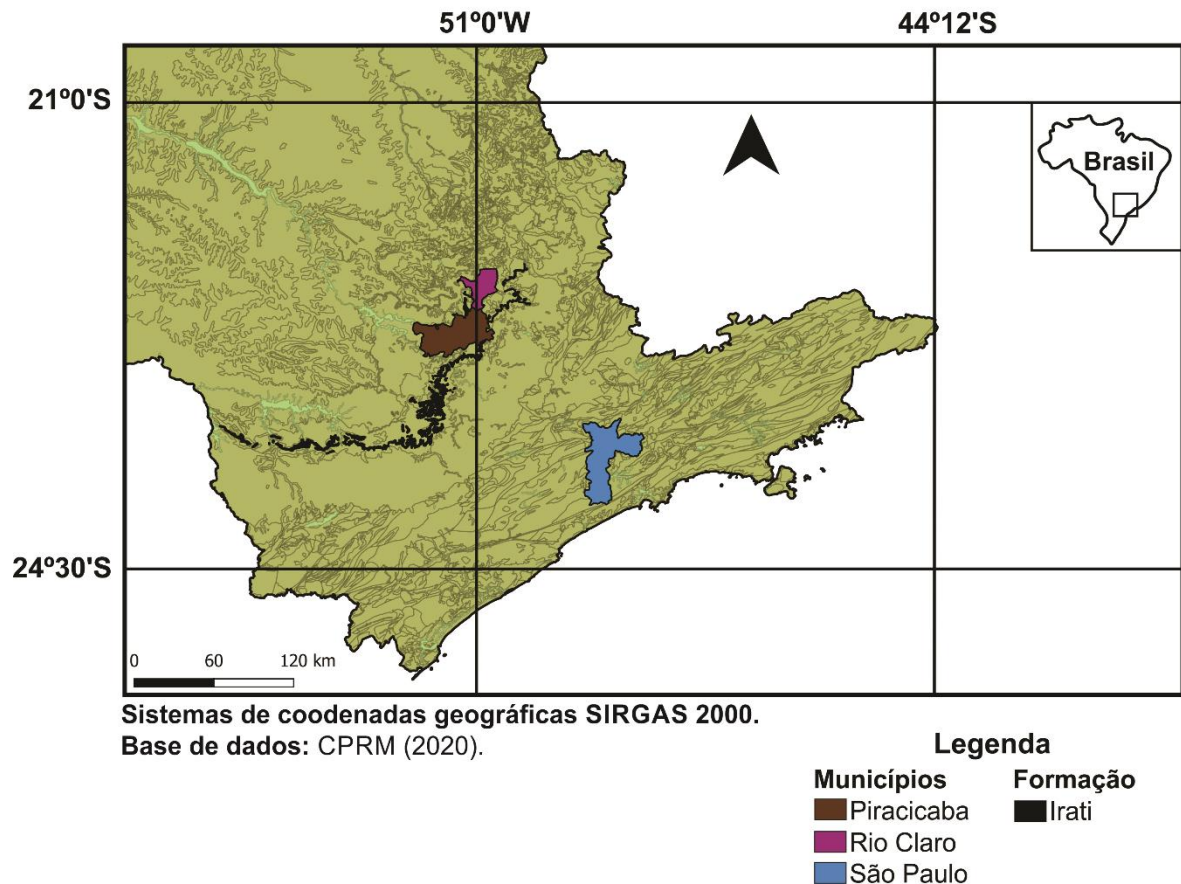 51º0'W
44º12'S
21º0'S
Brasil
24º30'S
0 60 120 km
Sistemas de coodenadas geográficas SIRGAS 2000.
Base de dados: CPRM (2020).
Legenda
Municípios Formação
Piracicaba Irati
Rio Claro
São Paulo